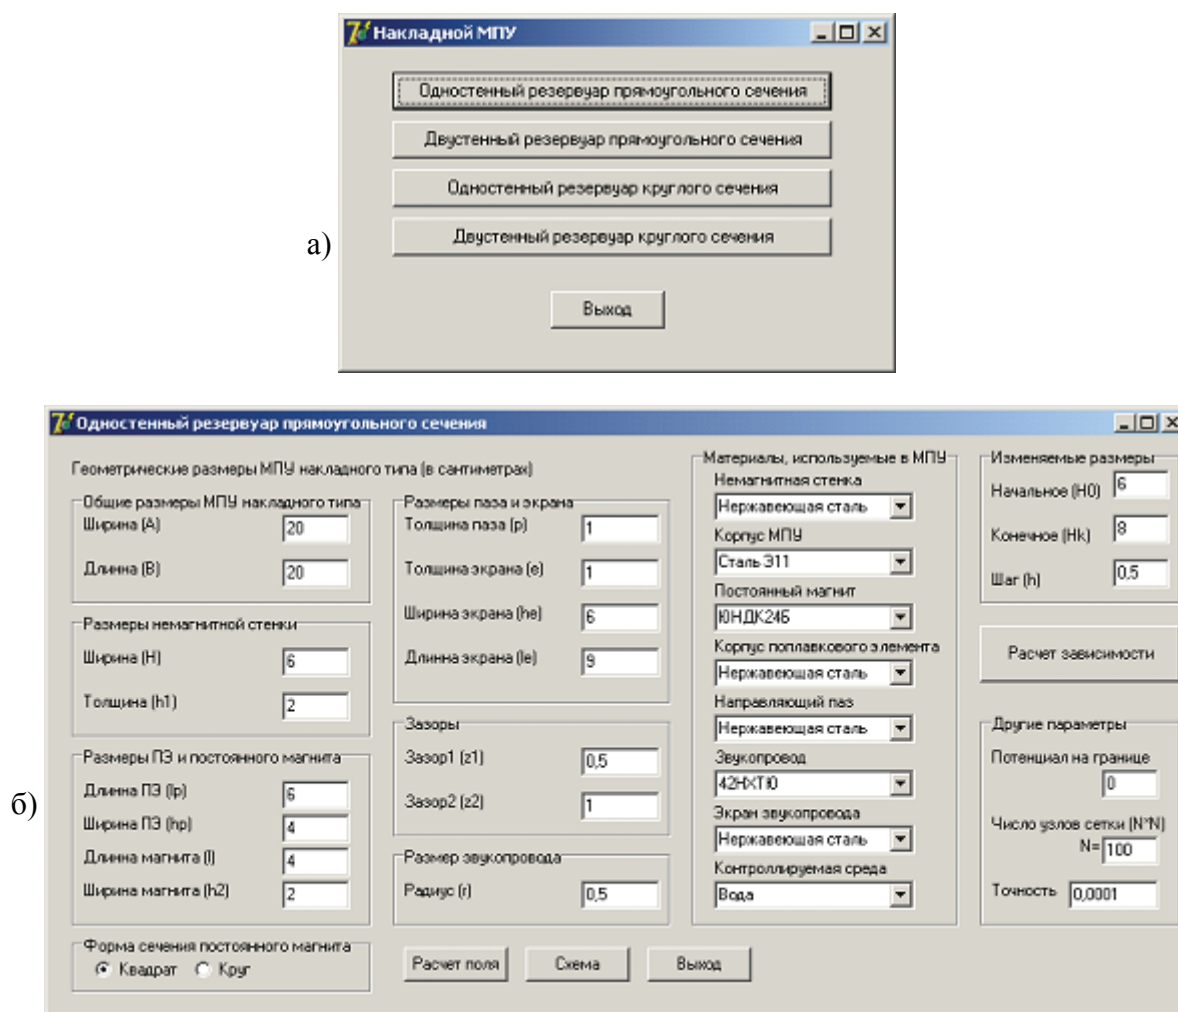 Накладной МПУ
Одностенный резервуар прямоугольного сечения
Двустенный резервуар прямоугольного сечения
Одностенный резервуар круглого сечения
Двустенный резервуар круглого сечения
а)
Выход
Одностенный резервуар прямоугольного сечения
Геометрические размеры МПУ накладного типа (в сантиметрах)
Общие размеры МПУ накладного типа
Ширина (A) 20
Длинна (B) 20
Размеры немагнитной стенки
Ширина (H) 6
Толщина (h1) 2
Размеры ПЭ и постоянного магнита
Длинна ПЭ (lp) 6
б)
Ширина ПЭ (hp) 4
Длинна магнита (l) 4
Ширина магнита (h2) 2
Форма сечения постоянного магнита
Квадрат Круг
Размеры паза и экрана
Толщина паза (p) 1
Толщина экрана (e) 1
Ширина экрана (he) 6
Длинна экрана (le) 9
Зазоры
Зазор1 (z1) 0,5
Зазор2 (z2) 1
Размер звукопровода
Радиус (r) 0,5
Расчет поля Схема Выход
Материалы, используемые в МПУ
Немагнитная стенка
Нержавеющая сталь
Корпус МПУ
Сталь Э11
Постоянный магнит
ЮНДК24Б
Корпус поплавкового элемента
Нержавеющая сталь
Направляющий паз
Нержавеющая сталь
Звукопровод
42НХТЮ
Экран звукопровода
Нержавеющая сталь
Контроллируемая среда
Вода
Изменяемые размеры
Начальное (H0) 6
Конечное (Hk) 8
Шаг (h) 0,5
Расчет зависимости
Другие параметры
Потенциал на границе
0
Число узлов сетки (N*N)
N= 100
Точность 0,0001